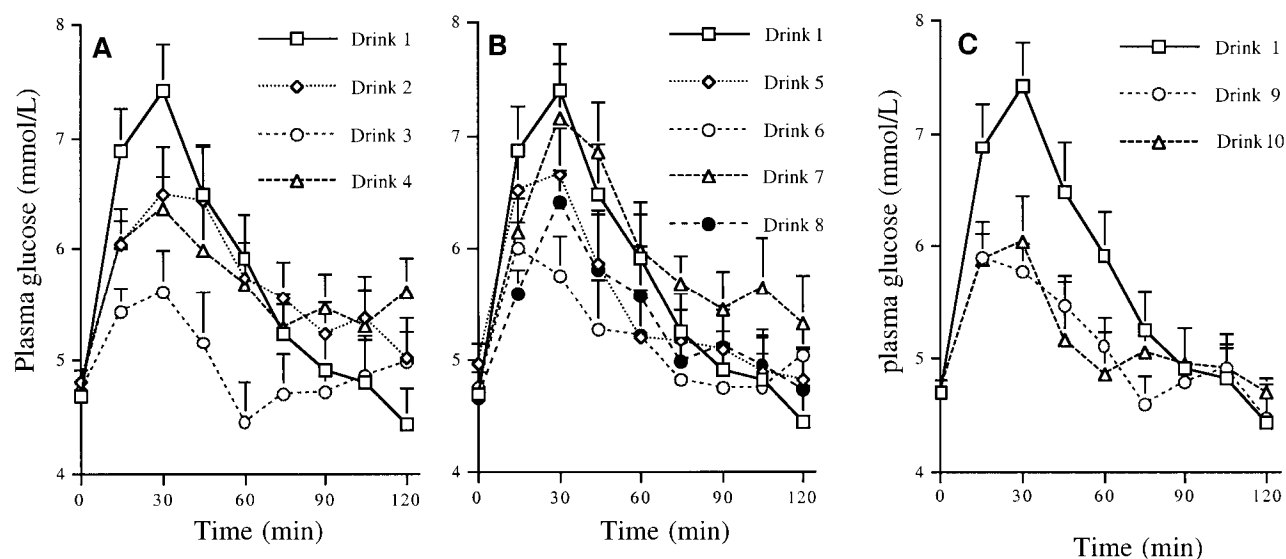 A
Drink 1
Drink 2
Drink 3
Drink 4
Plasma glucose (mmol/L)
8
7
6
5
4
0 30 60 90 120
Time (min)
B
Drink 1
Drink 5
Drink 6
Drink 7
Drink 8
8
7
6
5
4
0 30 60 90 120
Time (min)
C
Drink 1
Drink 9
Drink 10
plasma glucose (mmol/L)
8
7
6
5
4
0 30 60 90 120
Time (min)